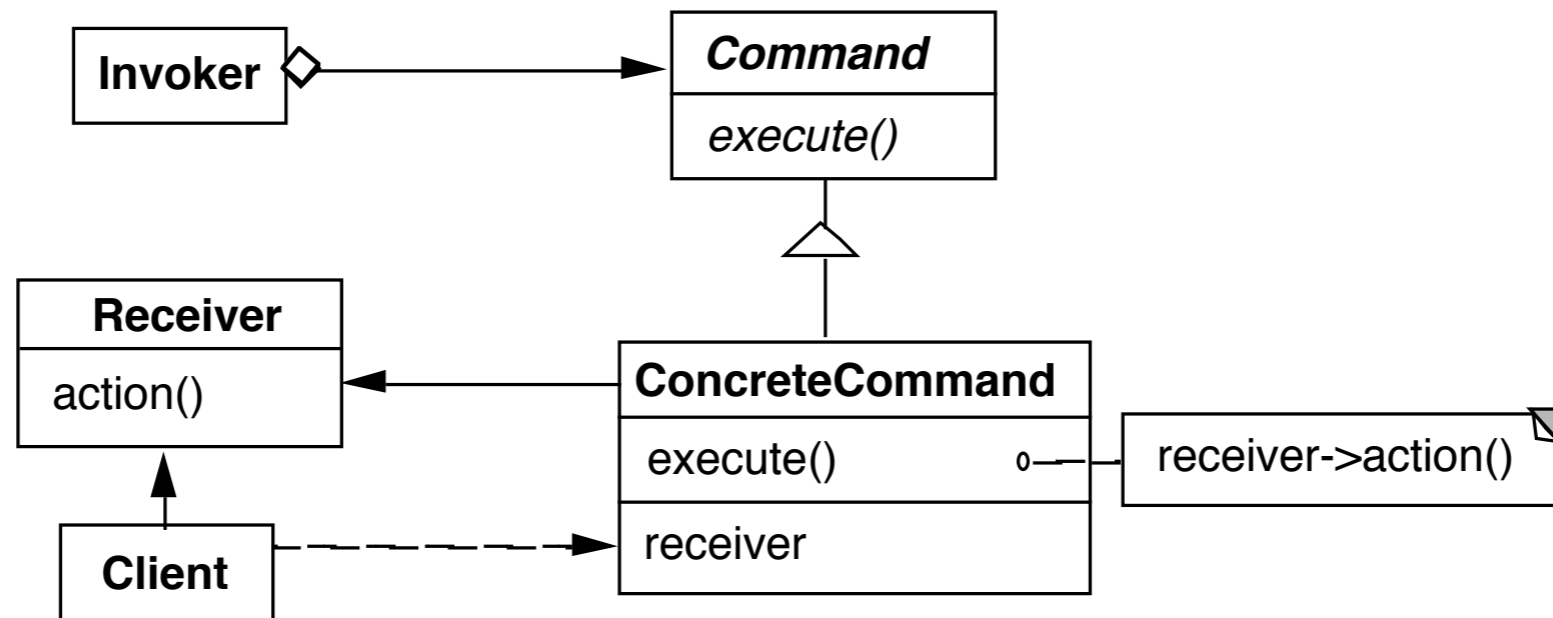 Invoker
Command
execute()
Receiver
action()
ConcreteCommand
execute()
receiver->action()
receiver
Client